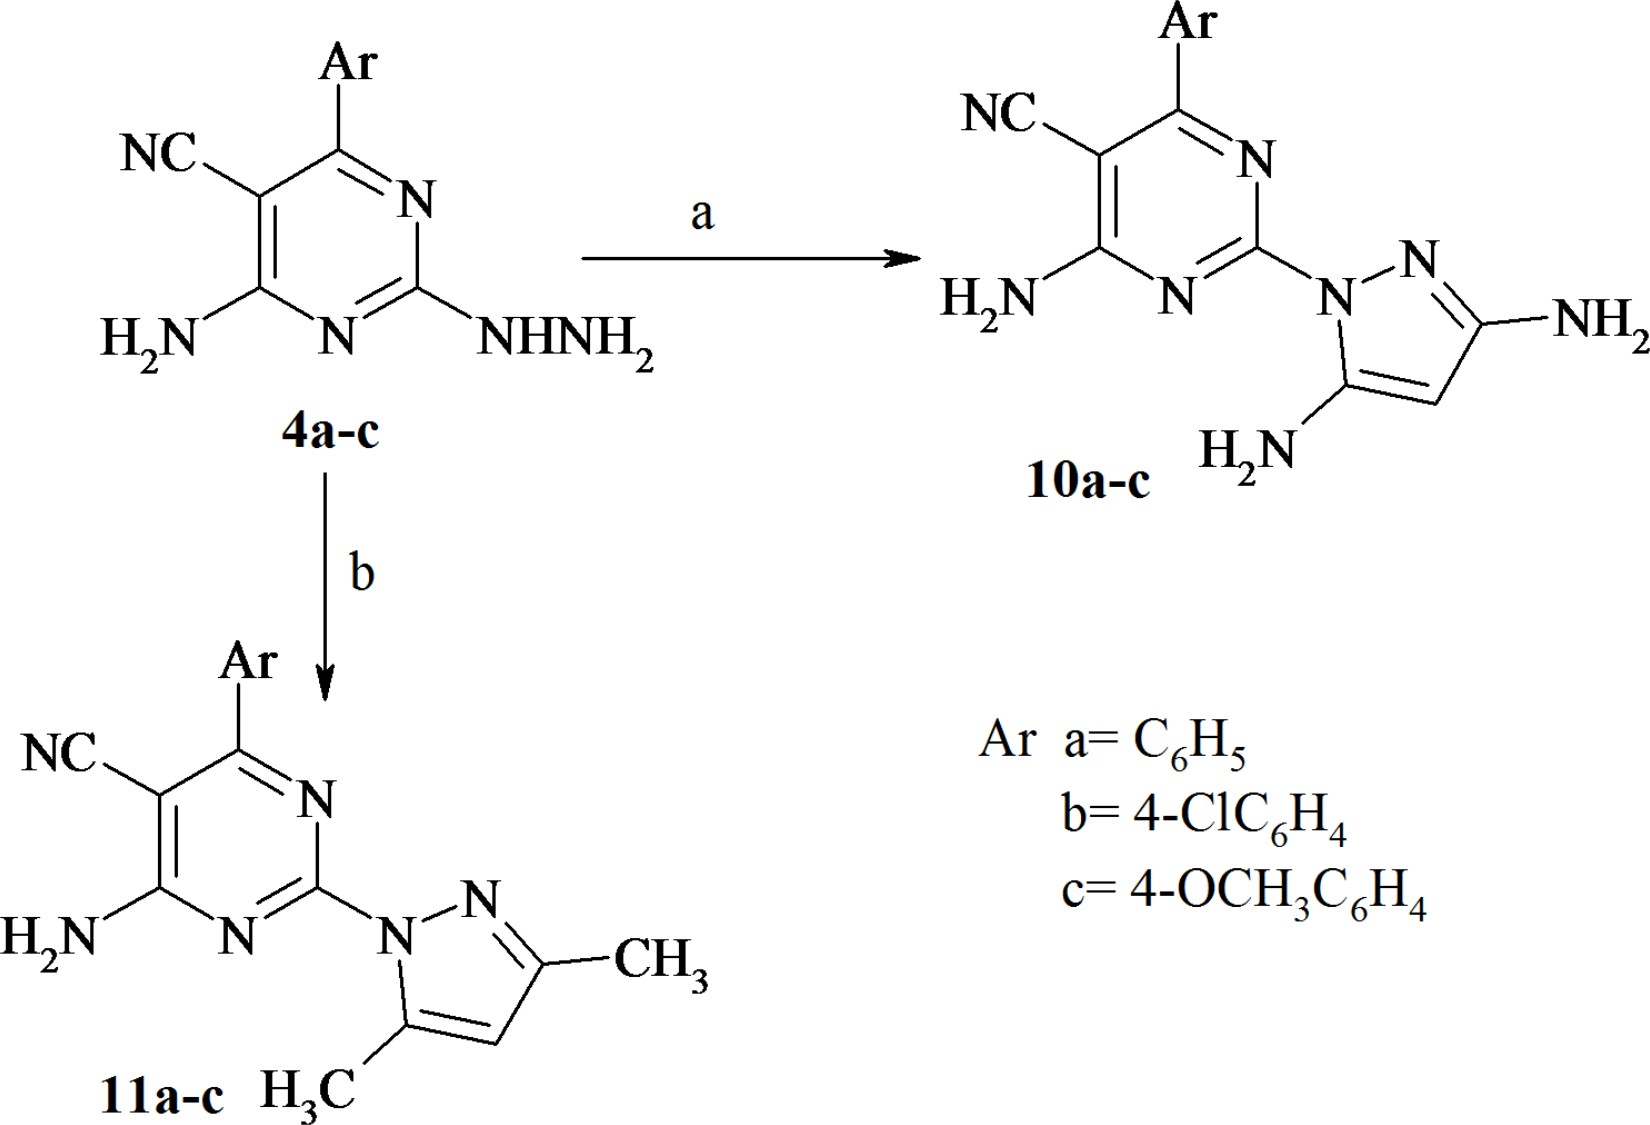 Ar
NC
N
H2N
N
NHNH2
4a-c
a
Ar
NC
N
H2N
N
N
N
NH2
H2N
10a-c
b
Ar
NC
N
H2N
N
N
N
CH3
H3C
11a-c
Ar a= C6H5
b= 4-ClC6H4
c= 4-OCH3C6H4